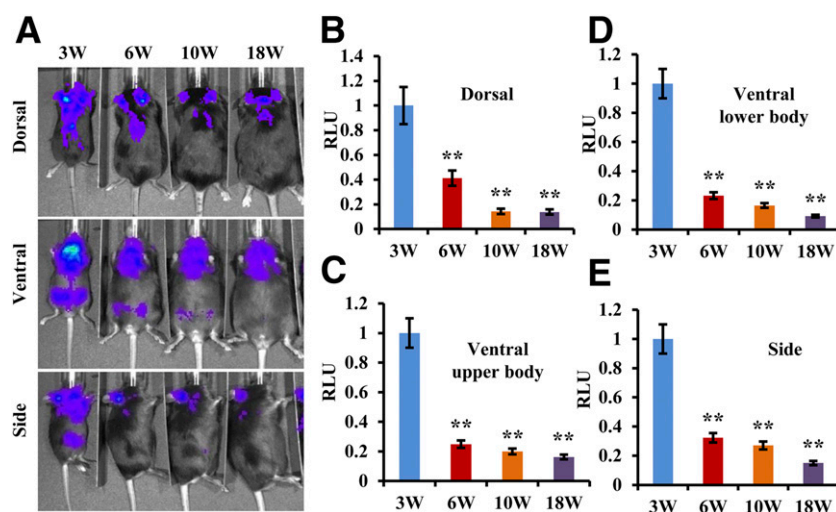 A
3W 6W 10W 18W
Dorsal
Ventral
Side
B
Dorsal
RLU
1.4
1.2
1
0.8
0.6
0.4
0.2
0
**
**
**
3W 6W 10W 18W
C
Ventral
upper body
RLU
1.2
1
0.8
0.6
0.4
0.2
0
**
**
**
3W 6W 10W 18W
D
Ventral
lower body
RLU
1.2
1
0.8
0.6
0.4
0.2
0
**
**
**
3W 6W 10W 18W
E
Side
RLU
1.2
1
0.8
0.6
0.4
0.2
0
**
**
**
3W 6W 10W 18W